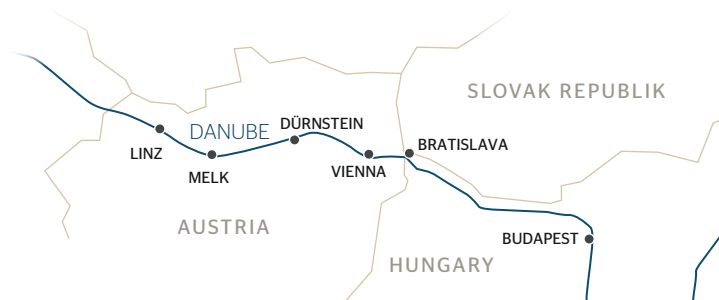 SLOVAK REPUBLIK
DANUBE
DÜRNSTEIN
LINZ
MELK
VIENNA
BRATISLAVA
AUSTRIA
BUDAPEST
HUNGARY